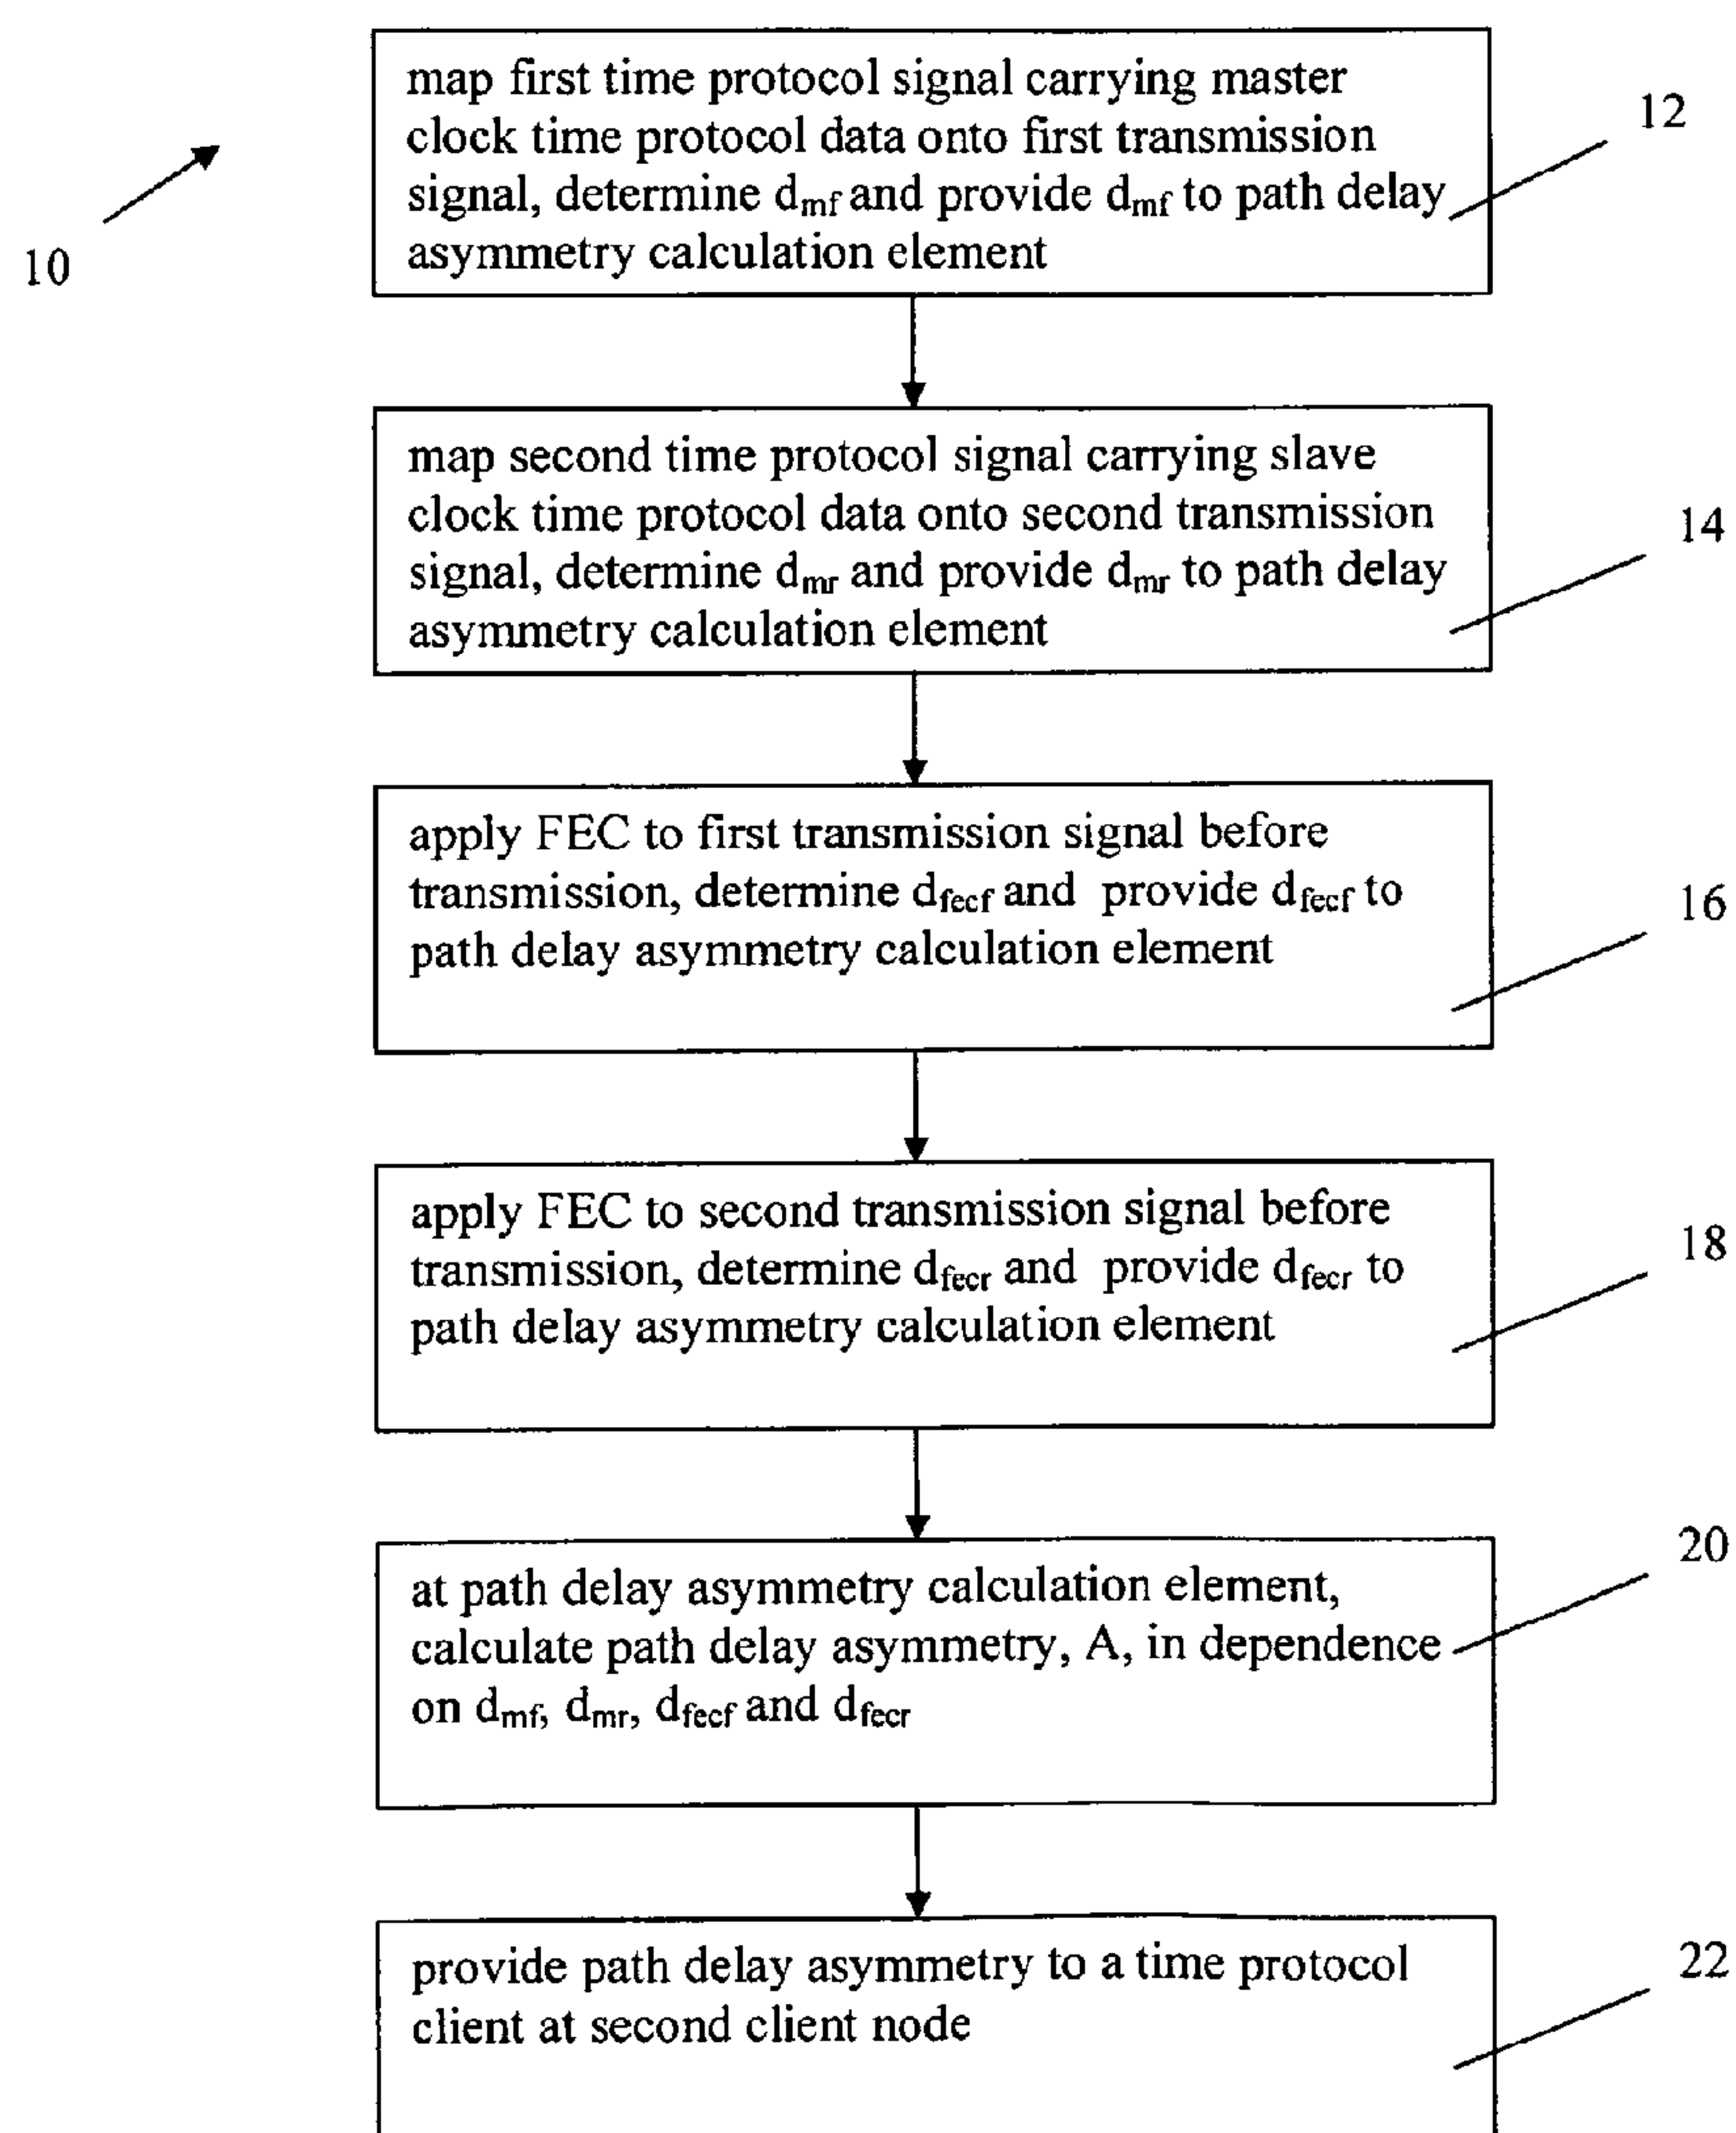 map first time protocol signal carrying master
clock time protocol data onto first transmission
signal, determine dmf and provide dmf to path delay
asymmetry calculation element
12
10
map second time protocol signal carrying slave
clock time protocol data onto second transmission
signal, determine dmr and provide dmr to path delay
asymmetry calculation element
14
apply FEC to first transmission signal before
transmission, determine dfecf and provide dfecf to
path delay asymmetry calculation element
16
apply FEC to second transmission signal before
transmission, determine dfecr and provide dfecr to
path delay asymmetry calculation element
18
at path delay asymmetry calculation element,
calculate path delay asymmetry, A, in dependence
on dmf, dmr, dfecf and dfecr
20
provide path delay asymmetry to a time protocol
client at second client node
22